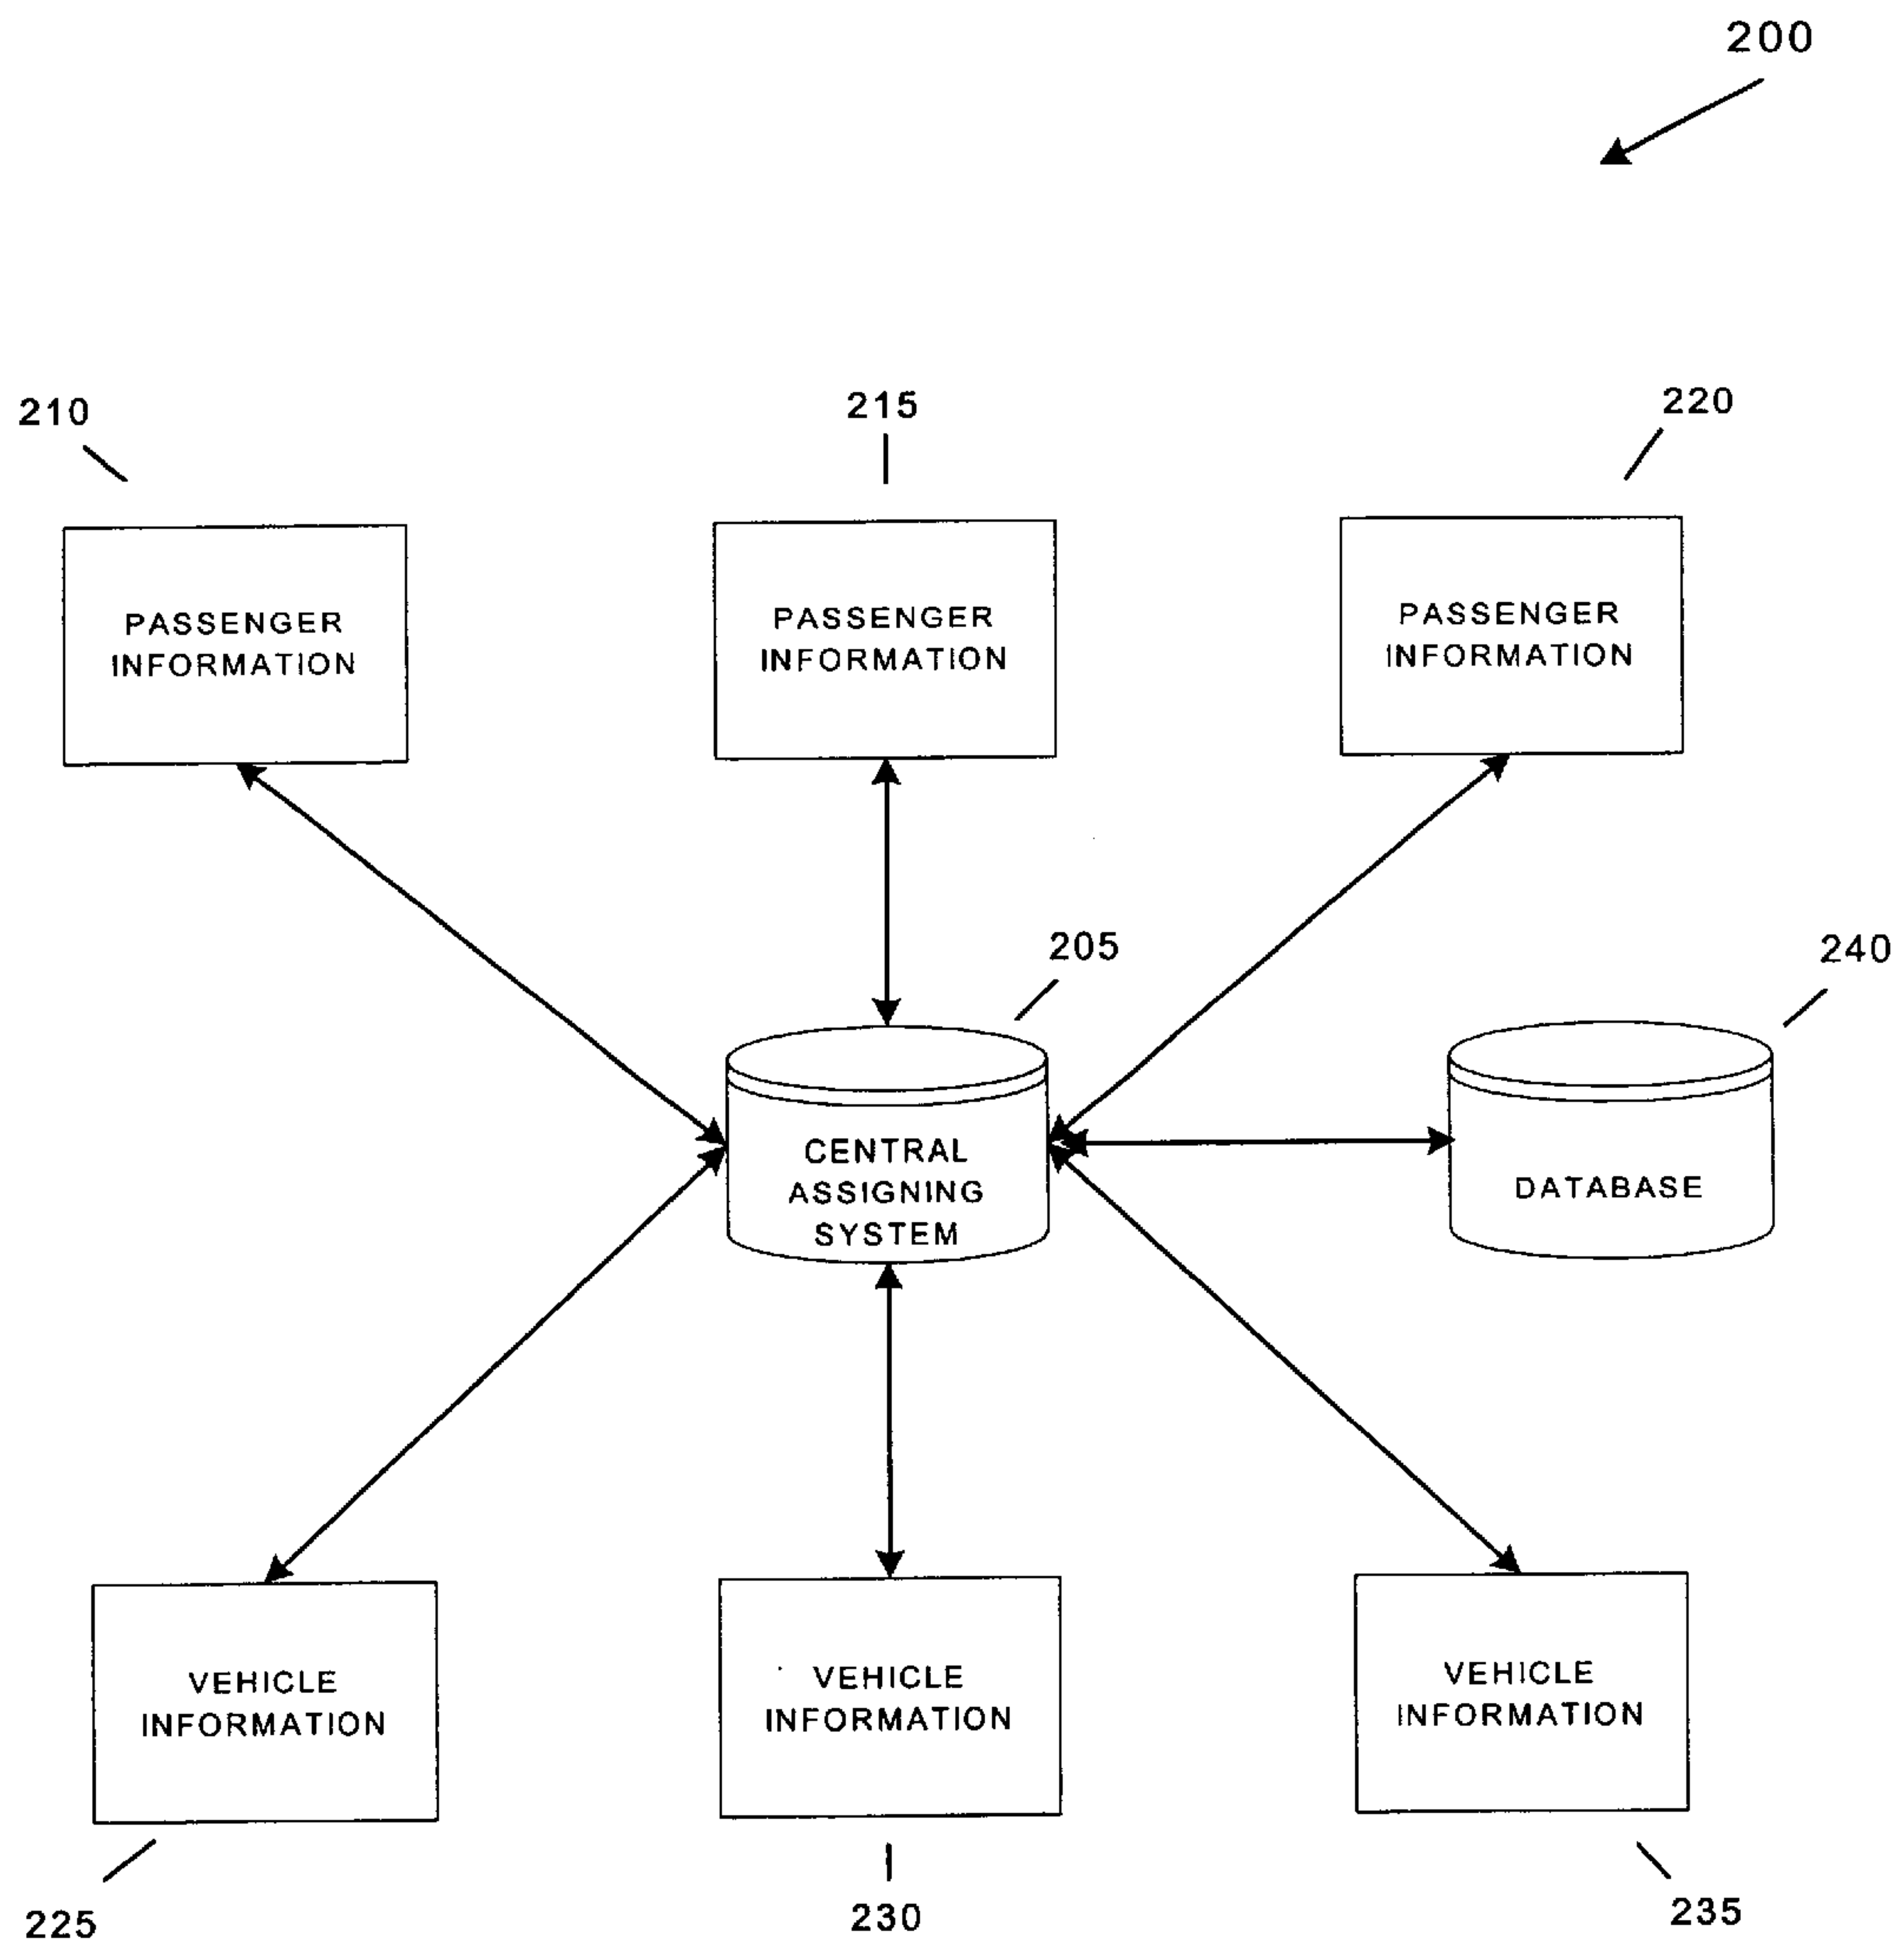 200
210
215
220
PASSENGER
INFORMATION
PASSENGER
INFORMATION
PASSENGER
INFORMATION
205
240
CENTRAL
ASSIGNING
SYSTEM
DATABASE
VEHICLE
INFORMATION
VEHICLE
INFORMATION
VEHICLE
INFORMATION
225
230
235